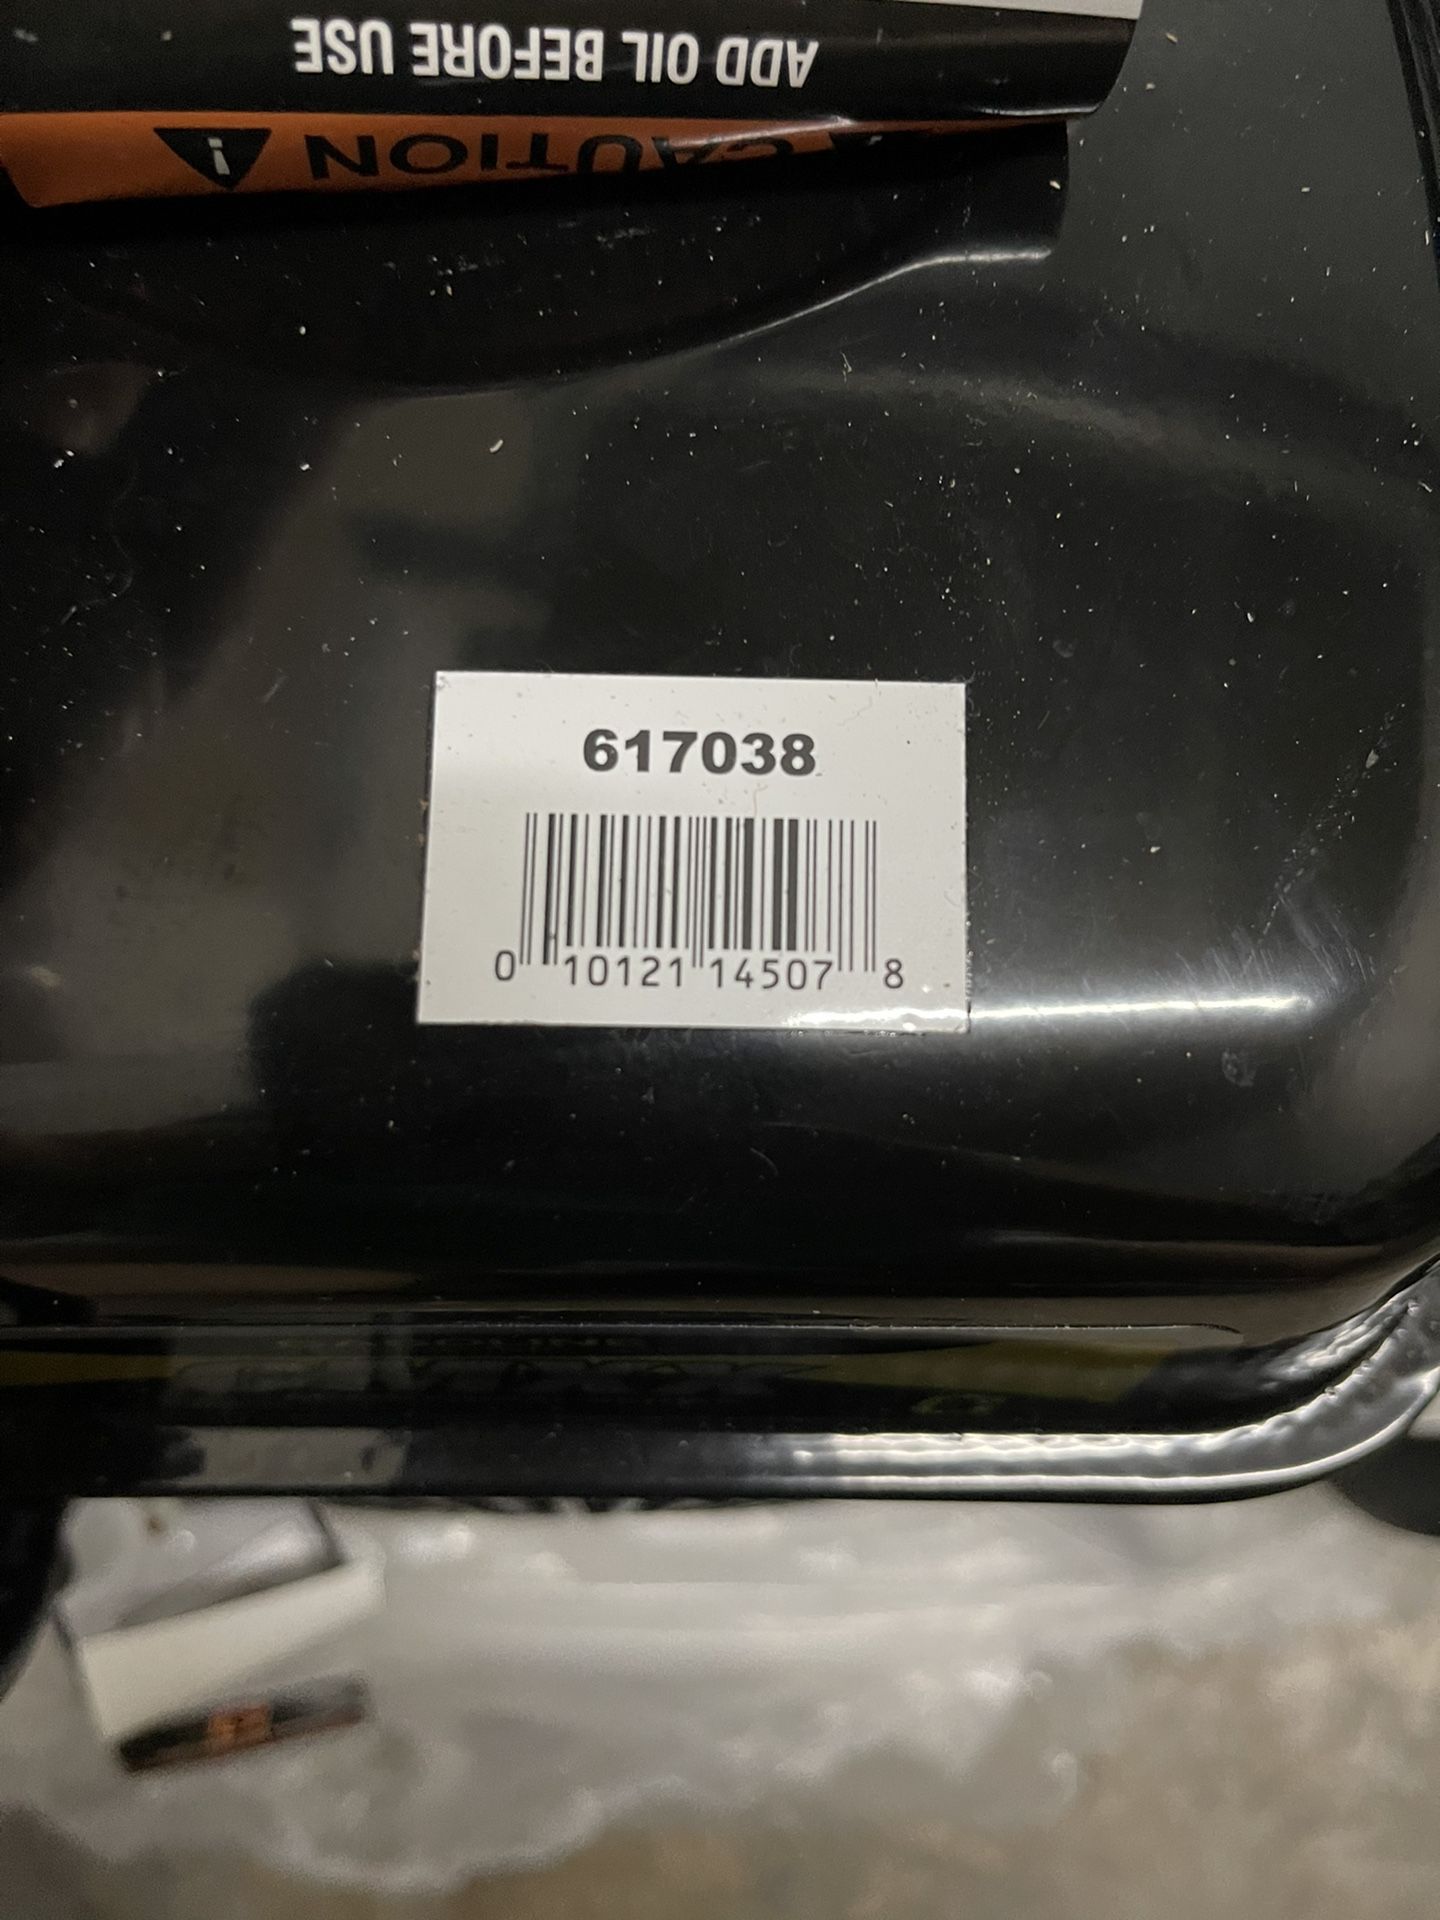 ADD OIL BEFORE USE
CAUTION
617038
0 10121 14507 8